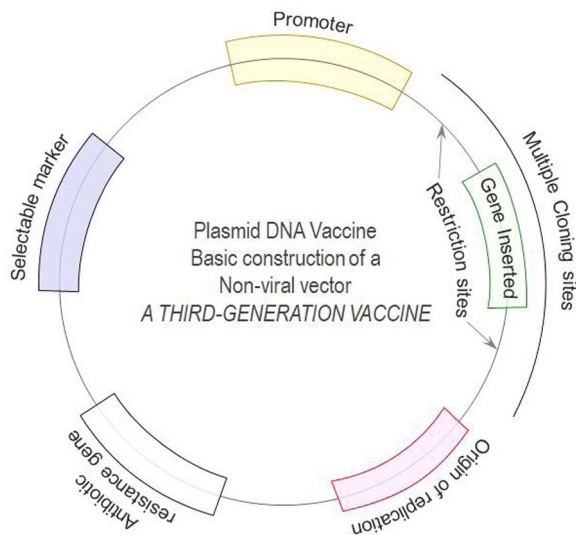 Promoter
Multiple Cloning sites
Restriction sites
Gene Inserted
Selectable marker
Plasmid DNA Vaccine
Basic construction of a
Non-viral vector
A THIRD-GENERATION VACCINE
Origin of replication
Antibiotic
resistance gene